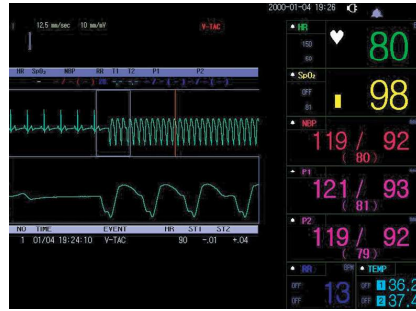 2000-01-04 19:26
12.5 mm/sec 10 mm/mV
V-TAC
HR SpO2 NBP RR T1 T2 P1 P2
NO TIME EVENT HR ST1 ST2
1 01/04 19:24:10 V-TAC 90 -.01 +.04
HR
150
80
SpO2
OFF
81
98
NBP
119/ 92
( 80)
P1
121/ 93
( 81)
P2
119/ 92
( 79)
RR
OFF
OFF
13
TEMP
OFF 1 36.2
OFF 2 37.4